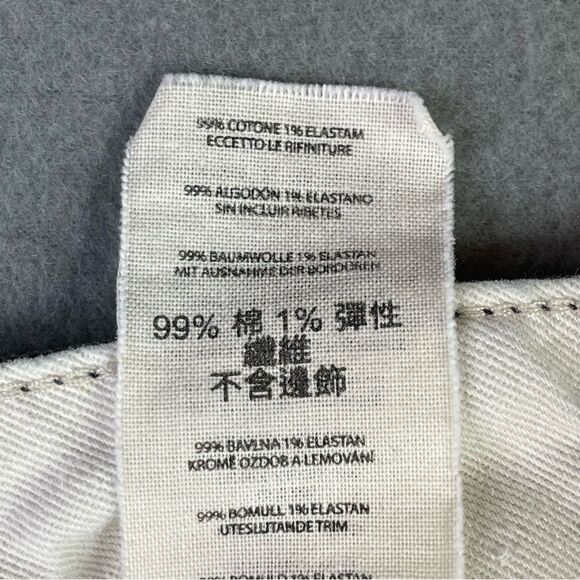 99% COTONE 1% ELASTAM
ECCETTO LE RIFINITURE
99% ALGODÓN 1% ELASTANO
SIN INCLUIR RIBETES
99% BAUMWOLLE 1% ELASTAN
MIT AUSNAHME DER BORDÜREN
99% 棉 1% 彈性
纖維
不含邊飾
99% BAVLNA 1% ELASTAN
KROMĚ OZDOB A LEMOVÁNÍ
99% BOMULL 1% ELASTAN
UTESLUTANDE TRIM